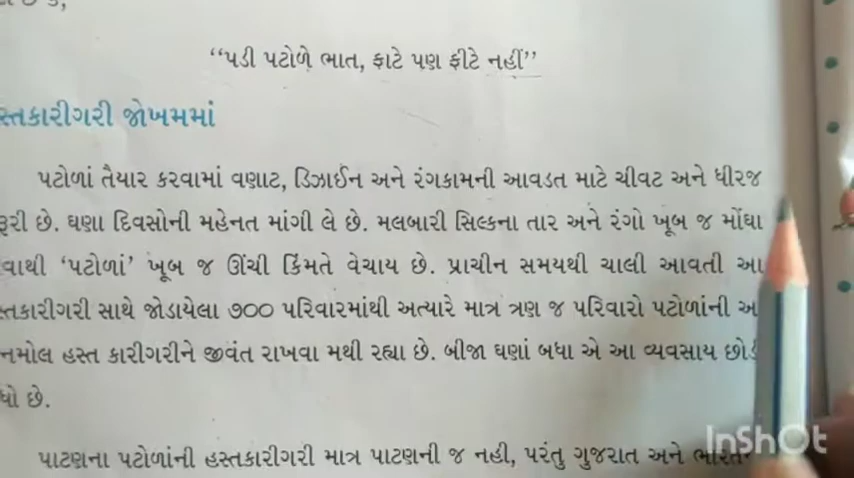 “પડી પટોળે ભાત, ફાટે પણ ફીટે નહીં”
સ્તકારીગરી જોખમમાં
પટોળાં તૈયાર કરવામાં વણાટ, ડિઝાઈન અને રંગકામની આવડત માટે ચીવટ અને ધીરજ
રૂરી છે. ઘણા દિવસોની મહેનત માંગી લે છે. મલબારી સિલ્કના તાર અને રંગો ખૂબ જ મોંઘા
વાથી ‘પટોળાં’ ખૂબ જ ઊંચી કિંમતે વેચાય છે. પ્રાચીન સમયથી ચાલી આવતી આ
સ્તકારીગરી સાથે જોડાયેલા ૭૦૦ પરિવારમાંથી અત્યારે માત્ર ત્રણ જ પરિવારો પટોળાંની અ
નમોલ હસ્ત કારીગરીને જીવંત રાખવા મથી રહ્યા છે. બીજા ઘણાં બધા એ આ વ્યવસાય છોડી
ધો છે.
પાટણના પટોળાંની હસ્તકારીગરી માત્ર પાટણની જ નહી, પરંતુ ગુજરાત અને
InShOt